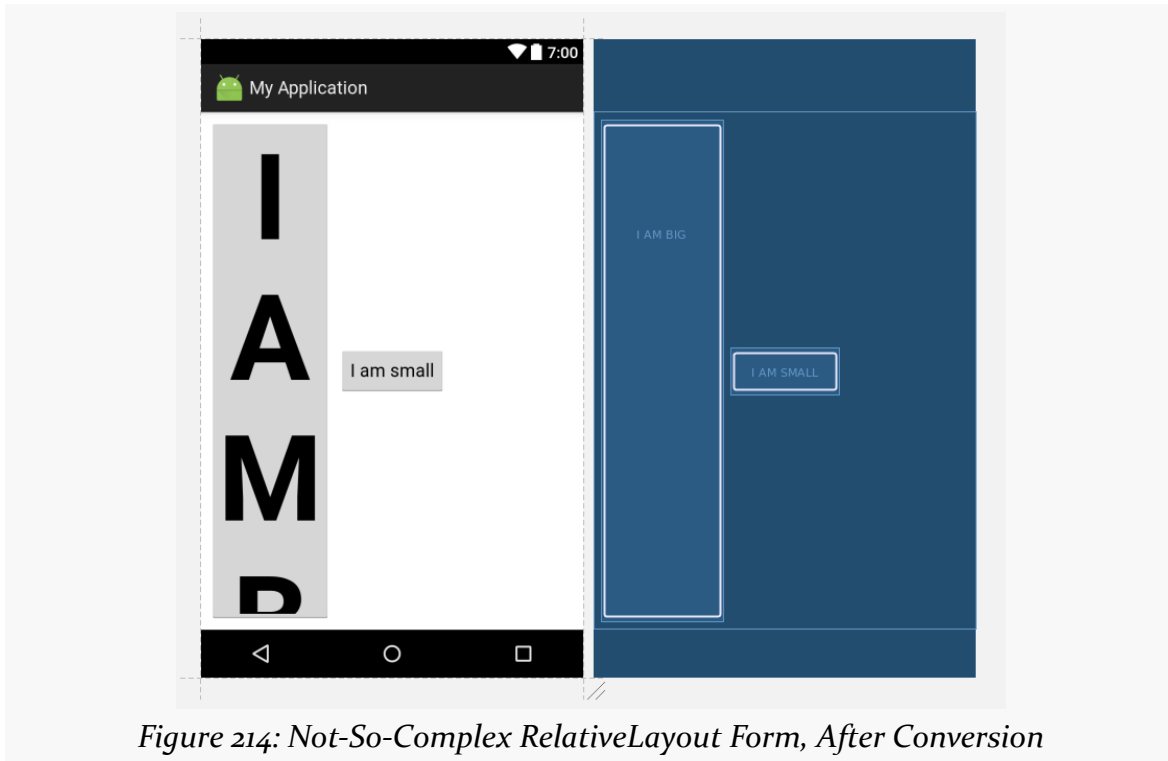 7:00
My Application
I
A
M
I am small
I AM BIG
I AM SMALL
Figure 214: Not-So-Complex RelativeLayout Form, After Conversion